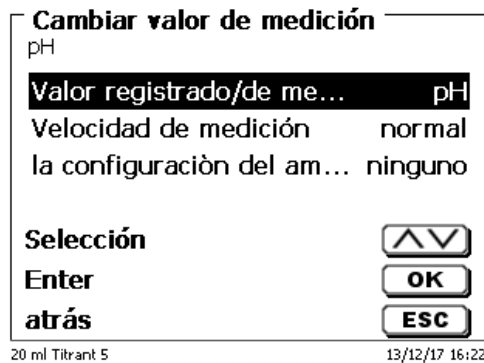 Cambiar valor de medición
pH
Valor registrado/de me... pH
Velocidad de medición normal
la configuraciòn del am... ninguno
Selección
Enter OK
atrás ESC
20 ml Titrant 5 13/12/17 16:22